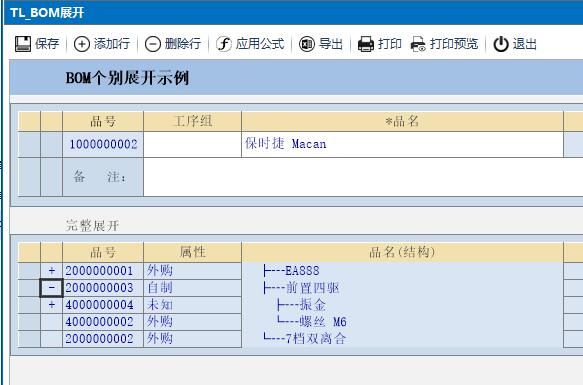 TL_BOM展开
保存 添加行 删除行 应用公式 导出 打印 打印预览 退出
BOM个别展开示例
品号 工序组 *品名
1000000002 保时捷 Macan
备 注:
完整展开
品号 属性 品名(结构)
+ 2000000001 外购 ├---EA888
- 2000000003 自制 ├---前置四驱
+ 4000000004 未知 ├---振金
4000000002 外购 └---螺丝 M6
2000000002 外购 └---7档双离合